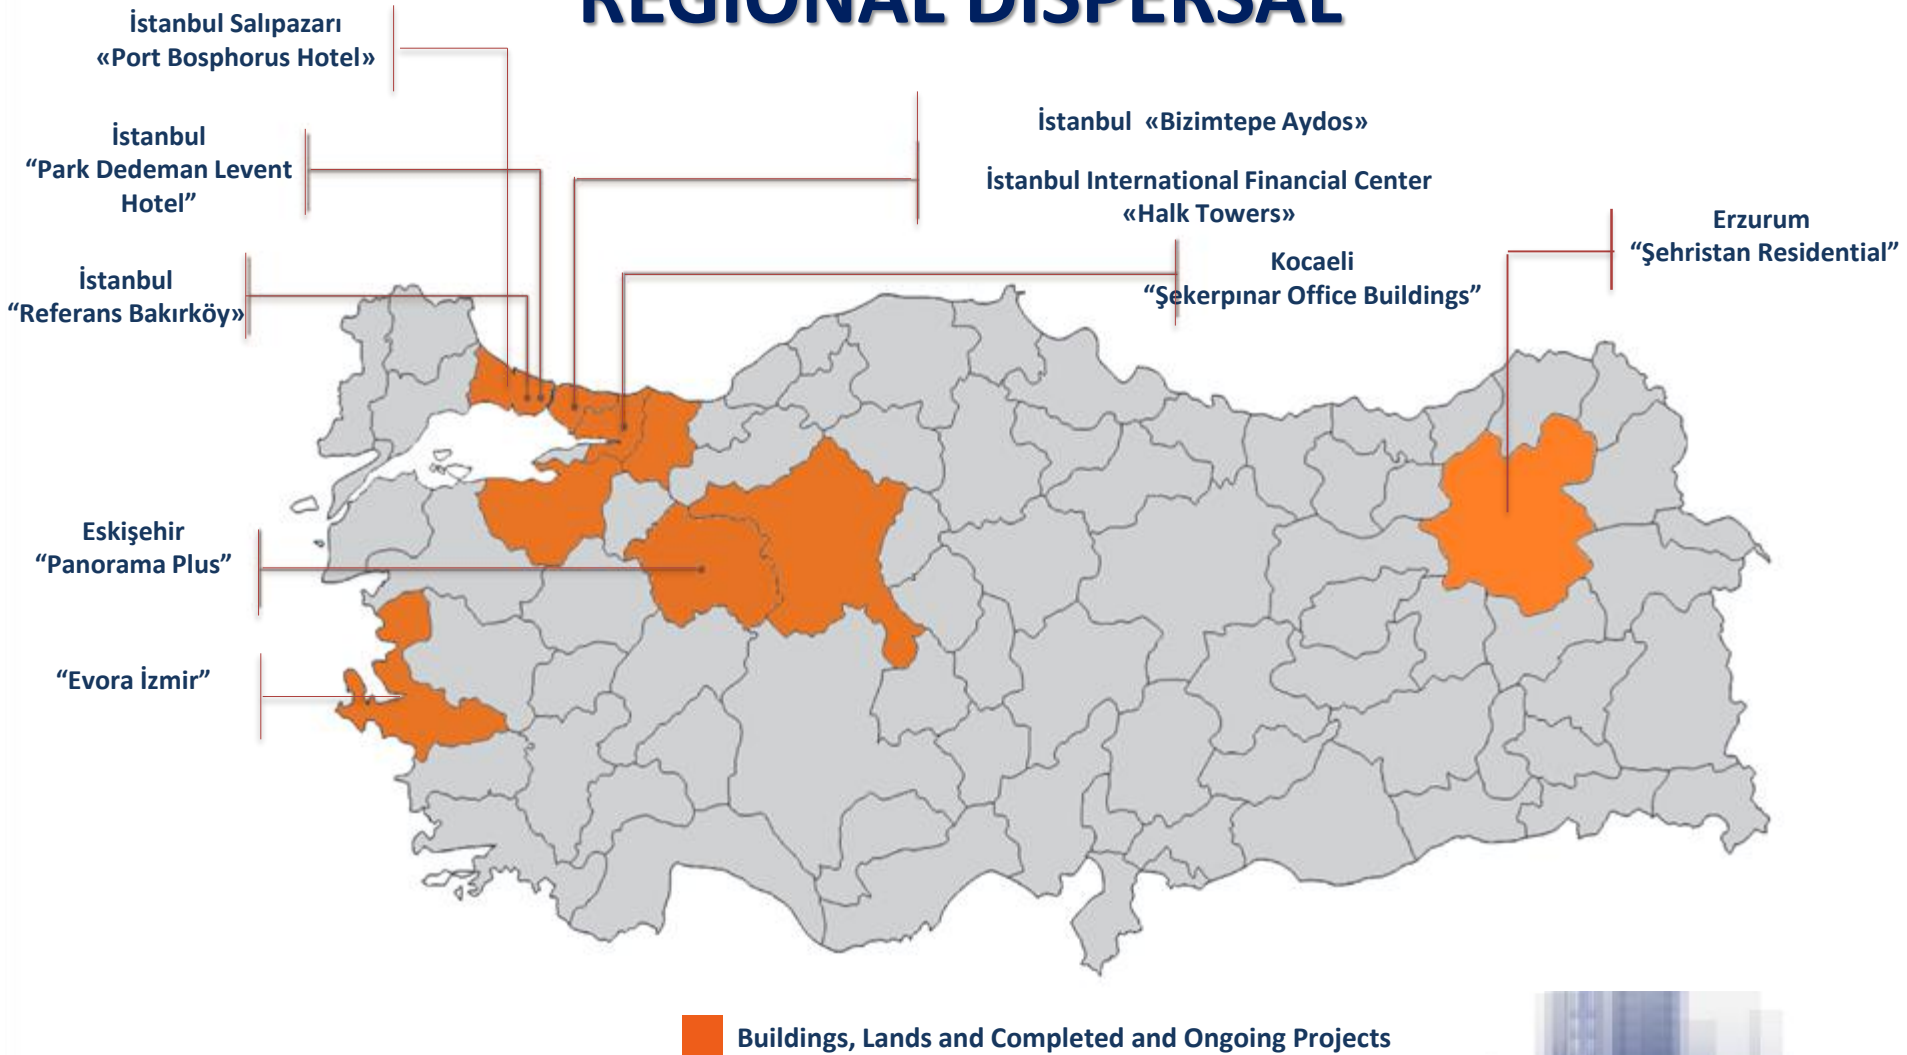 REGIONAL DISPERSAL
İstanbul Salıpazarı
«Port Bosphorus Hotel»
İstanbul
“Park Dedeman Levent
Hotel”
İstanbul
“Referans Bakırköy»
İstanbul «Bizimtepe Aydos»
İstanbul International Financial Center
«Halk Towers»
Kocaeli
“Şekerpınar Office Buildings”
Erzurum
“Şehristan Residential”
Eskişehir
“Panorama Plus”
“Evora İzmir”
Buildings, Lands and Completed and Ongoing Projects